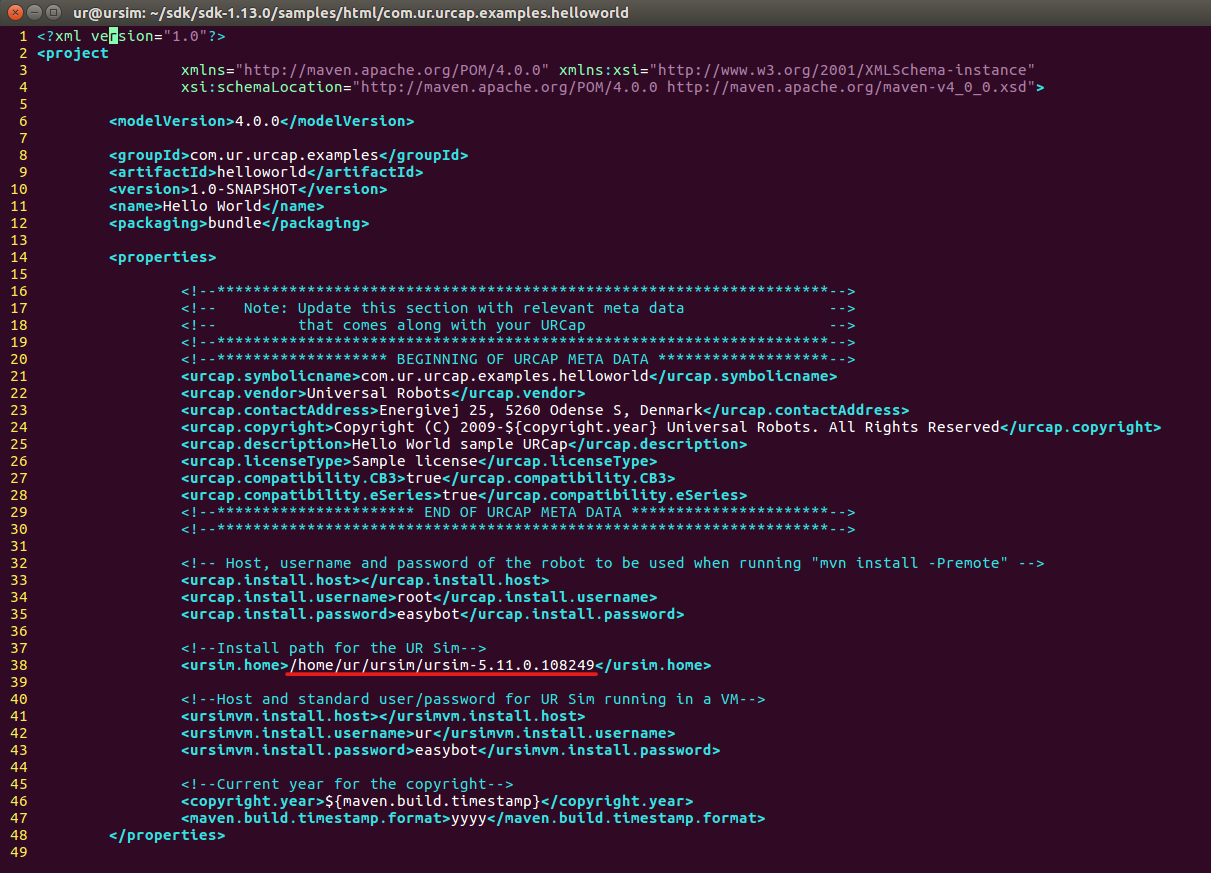 ur@ursim: ~/sdk/sdk-1.13.0/samples/html/com.ur.urcap.examples.helloworld
1 <?xml version="1.0"?>
2 <project
3 xmlns="http://maven.apache.org/POM/4.0.0" xmlns:xsi="http://www.w3.org/2001/XMLSchema-instance"
4 xsi:schemaLocation="http://maven.apache.org/POM/4.0.0 http://maven.apache.org/maven-v4_0_0.xsd">
5
6 <modelVersion>4.0.0</modelVersion>
7
8 <groupId>com.ur.urcap.examples</groupId>
9 <artifactId>helloworld</artifactId>
10 <version>1.0-SNAPSHOT</version>
11 <name>Hello World</name>
12 <packaging>bundle</packaging>
13
14 <properties>
15
16 <!--********************************************************************-->
17 <!--   Note: Update this section with relevant meta data                -->
18 <!--         that comes along with your URCap                           -->
19 <!--********************************************************************-->
20 <!--******************* BEGINNING OF URCAP META DATA *******************-->
21 <urcap.symbolicname>com.ur.urcap.examples.helloworld</urcap.symbolicname>
22 <urcap.vendor>Universal Robots</urcap.vendor>
23 <urcap.contactAddress>Energivej 25, 5260 Odense S, Denmark</urcap.contactAddress>
24 <urcap.copyright>Copyright (C) 2009-${copyright.year} Universal Robots. All Rights Reserved</urcap.copyright>
25 <urcap.description>Hello World sample URCap</urcap.description>
26 <urcap.licenseType>Sample license</urcap.licenseType>
27 <urcap.compatibility.CB3>true</urcap.compatibility.CB3>
28 <urcap.compatibility.eSeries>true</urcap.compatibility.eSeries>
29 <!--********************** END OF URCAP META DATA **********************-->
30 <!--********************************************************************-->
31
32 <!-- Host, username and password of the robot to be used when running "mvn install -Premote" -->
33 <urcap.install.host></urcap.install.host>
34 <urcap.install.username>root</urcap.install.username>
35 <urcap.install.password>easybot</urcap.install.password>
36
37 <!--Install path for the UR Sim-->
38 <ursim.home>/home/ur/ursim/ursim-5.11.0.108249</ursim.home>
39
40 <!--Host and standard user/password for UR Sim running in a VM-->
41 <ursimvm.install.host></ursimvm.install.host>
42 <ursimvm.install.username>ur</ursimvm.install.username>
43 <ursimvm.install.password>easybot</ursimvm.install.password>
44
45 <!--Current year for the copyright-->
46 <copyright.year>${maven.build.timestamp}</copyright.year>
47 <maven.build.timestamp.format>yyyy</maven.build.timestamp.format>
48 </properties>
49